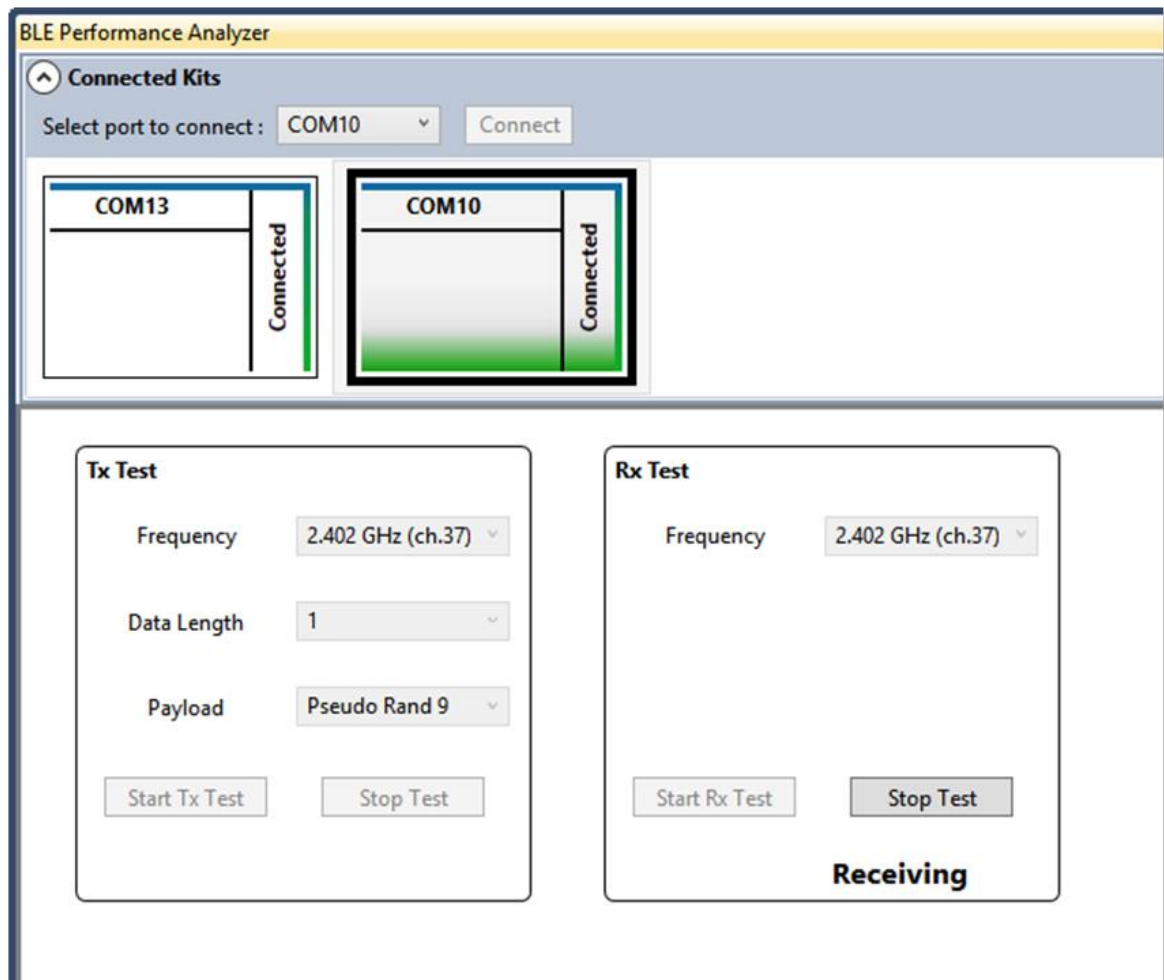 BLE Performance Analyzer
Connected Kits
Select port to connect : COM10 Connect
COM13
Connected
COM10
Connected
Tx Test
Frequency 2.402 GHz (ch.37)
Data Length 1
Payload Pseudo Rand 9
Start Tx Test Stop Test
Rx Test
Frequency 2.402 GHz (ch.37)
Start Rx Test Stop Test
Receiving